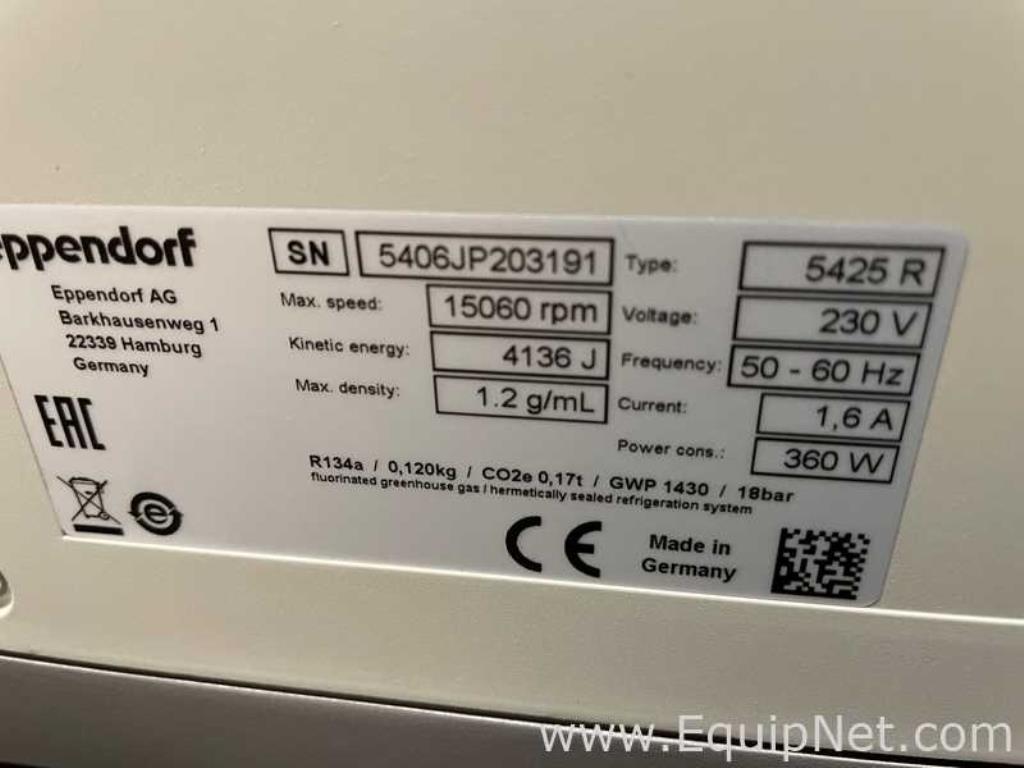 eppendorf
Eppendorf AG
Barkhausenweg 1
22339 Hamburg
Germany
EAC
SN 5406JP203191
Max. speed: 15060 rpm
Kinetic energy: 4136 J
Max. density: 1.2 g/mL
Type: 5425 R
Voltage: 230 V
Frequency: 50 - 60 Hz
Current: 1,6 A
Power cons.: 360 W
R134a / 0,120kg / CO2e 0,17t / GWP 1430 / 18bar
fluorinated greenhouse gas / hermetically sealed refrigeration system
CE
Made in
Germany
www.EquipNet.com